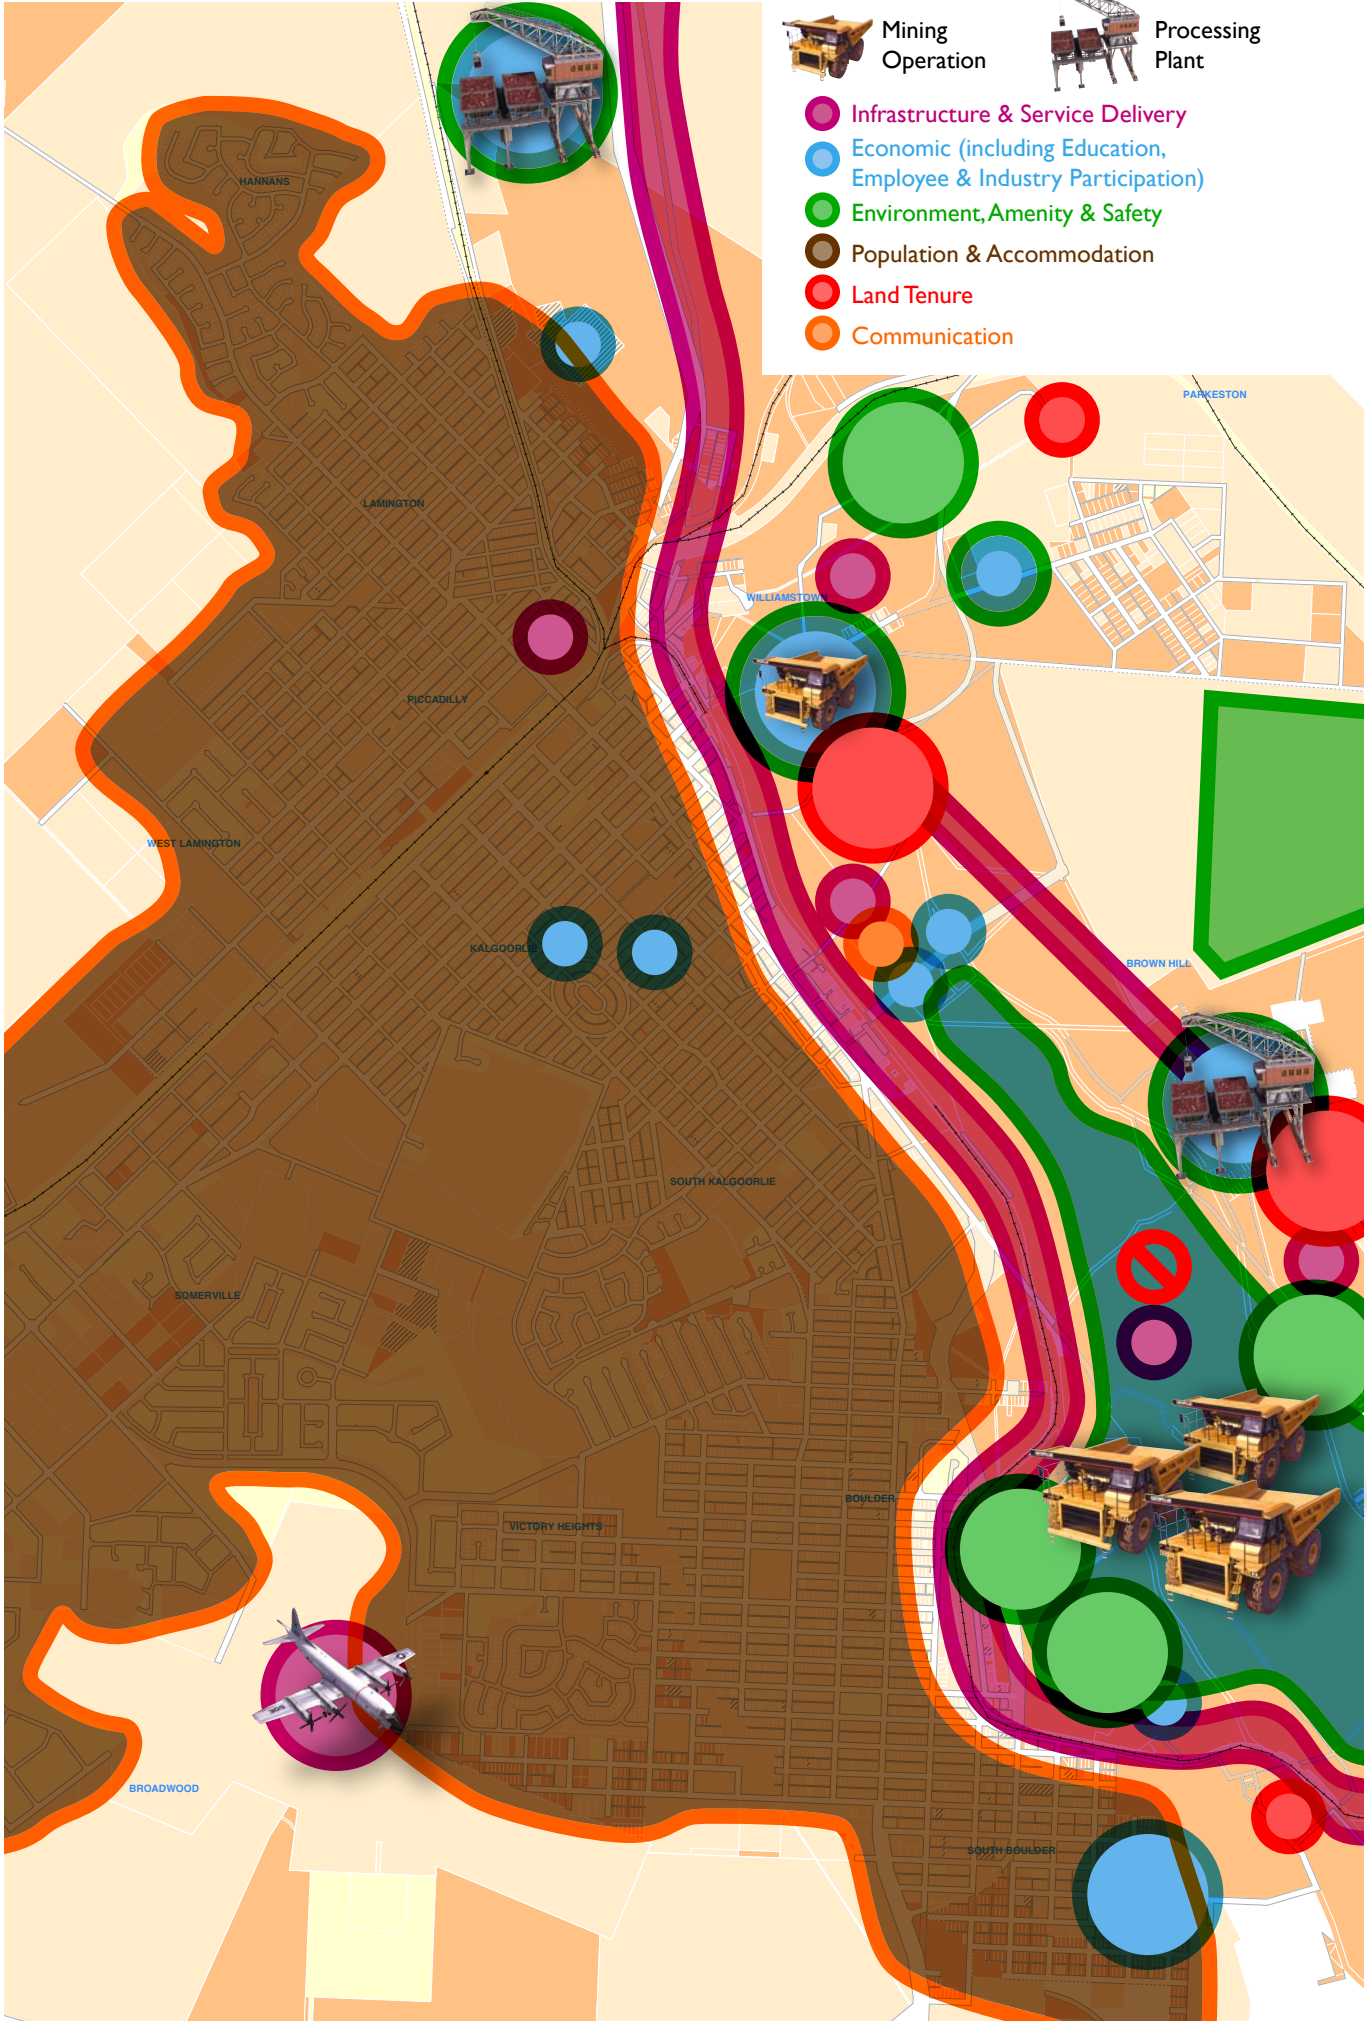 Mining
Operation
Processing
Plant
Infrastructure & Service Delivery
Economic (including Education,
Employee & Industry Participation)
Environment, Amenity & Safety
Population & Accommodation
Land Tenure
Communication
HANNANS
PARKESTON
LAMINGTON
WILLIAMSTOWN
PICCADILLY
WEST LAMINGTON
KALGOORLIE
BROWN HILL
SOUTH KALGOORLIE
SOMERVILLE
BOULDER
VICTORY HEIGHTS
BROADWOOD
SOUTH BOULDER